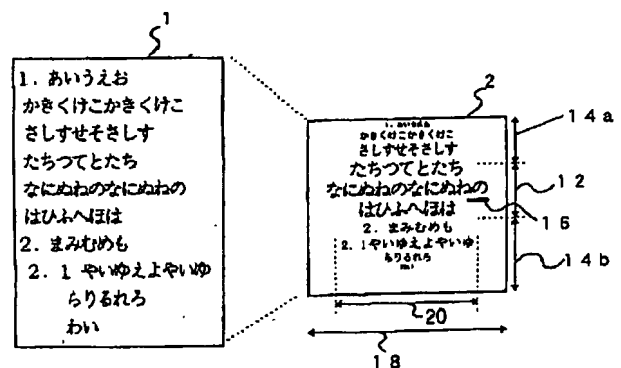 1
1. あいうえお
かきくけこかきくけこ
さしすせそさしす
たちつてとたち
なにぬねのなにぬねの
はひふへほは
2. まみむめも
2. 1 やいゆえよやいゆ
らりるれろ
わい
2
1. あいうえお
かきくけこかきくけこ
さしすせそさしす
たちつてとたち
なにぬねのなにぬねの
はひふへほは
2. まみむめも
2. 1 やいゆえよやいゆ
らりるれろ
14a
12
16
14b
20
18